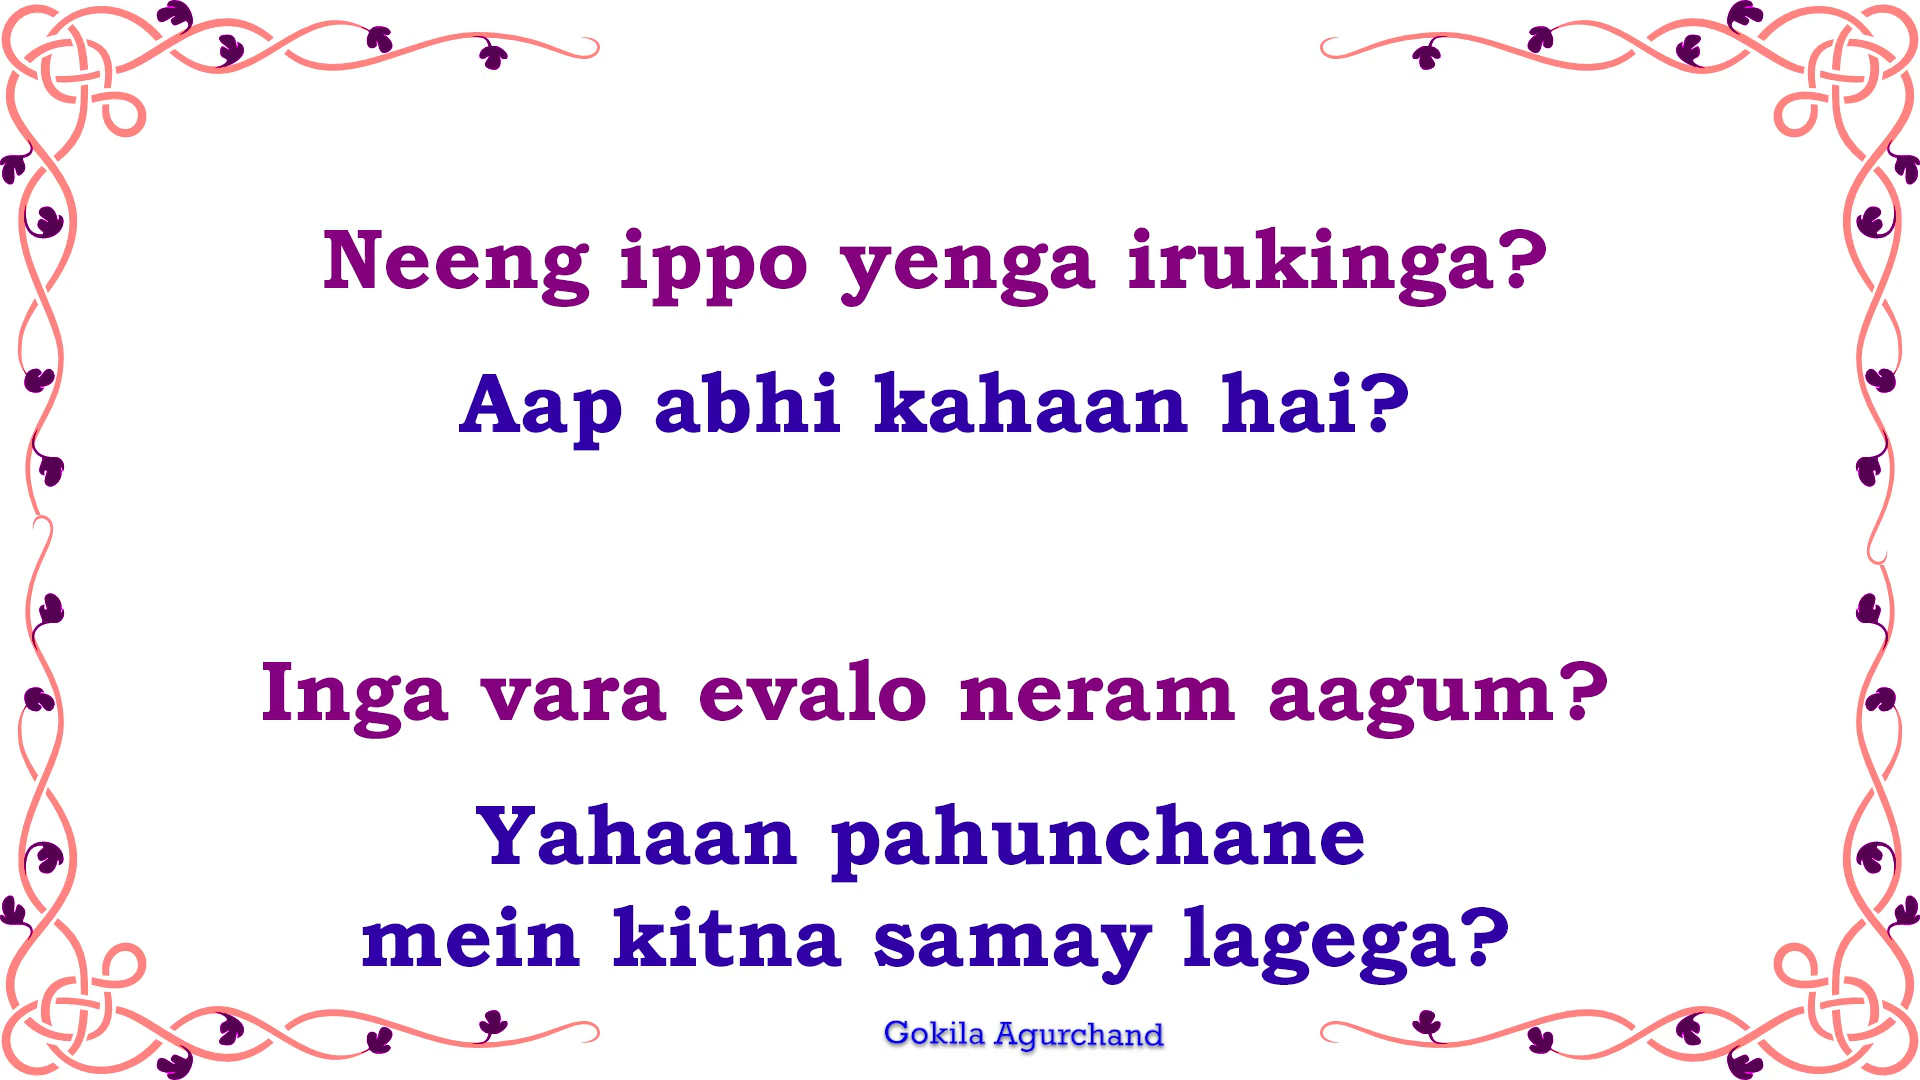 Neeng ippo yenga irukinga?
Aap abhi kahaan hai?
Inga vara evalo neram aagum?
Yahaan pahunchane
mein kitna samay lagega?
Gokila Agurchand